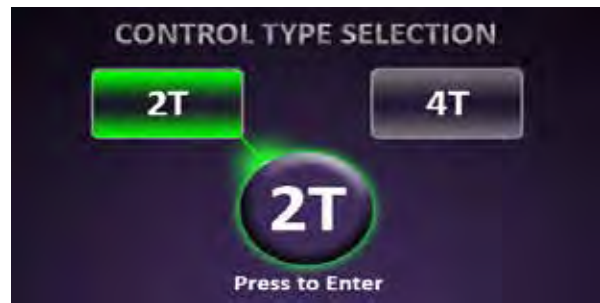 CONTROL TYPE SELECTION
2T 4T
2T
Press to Enter